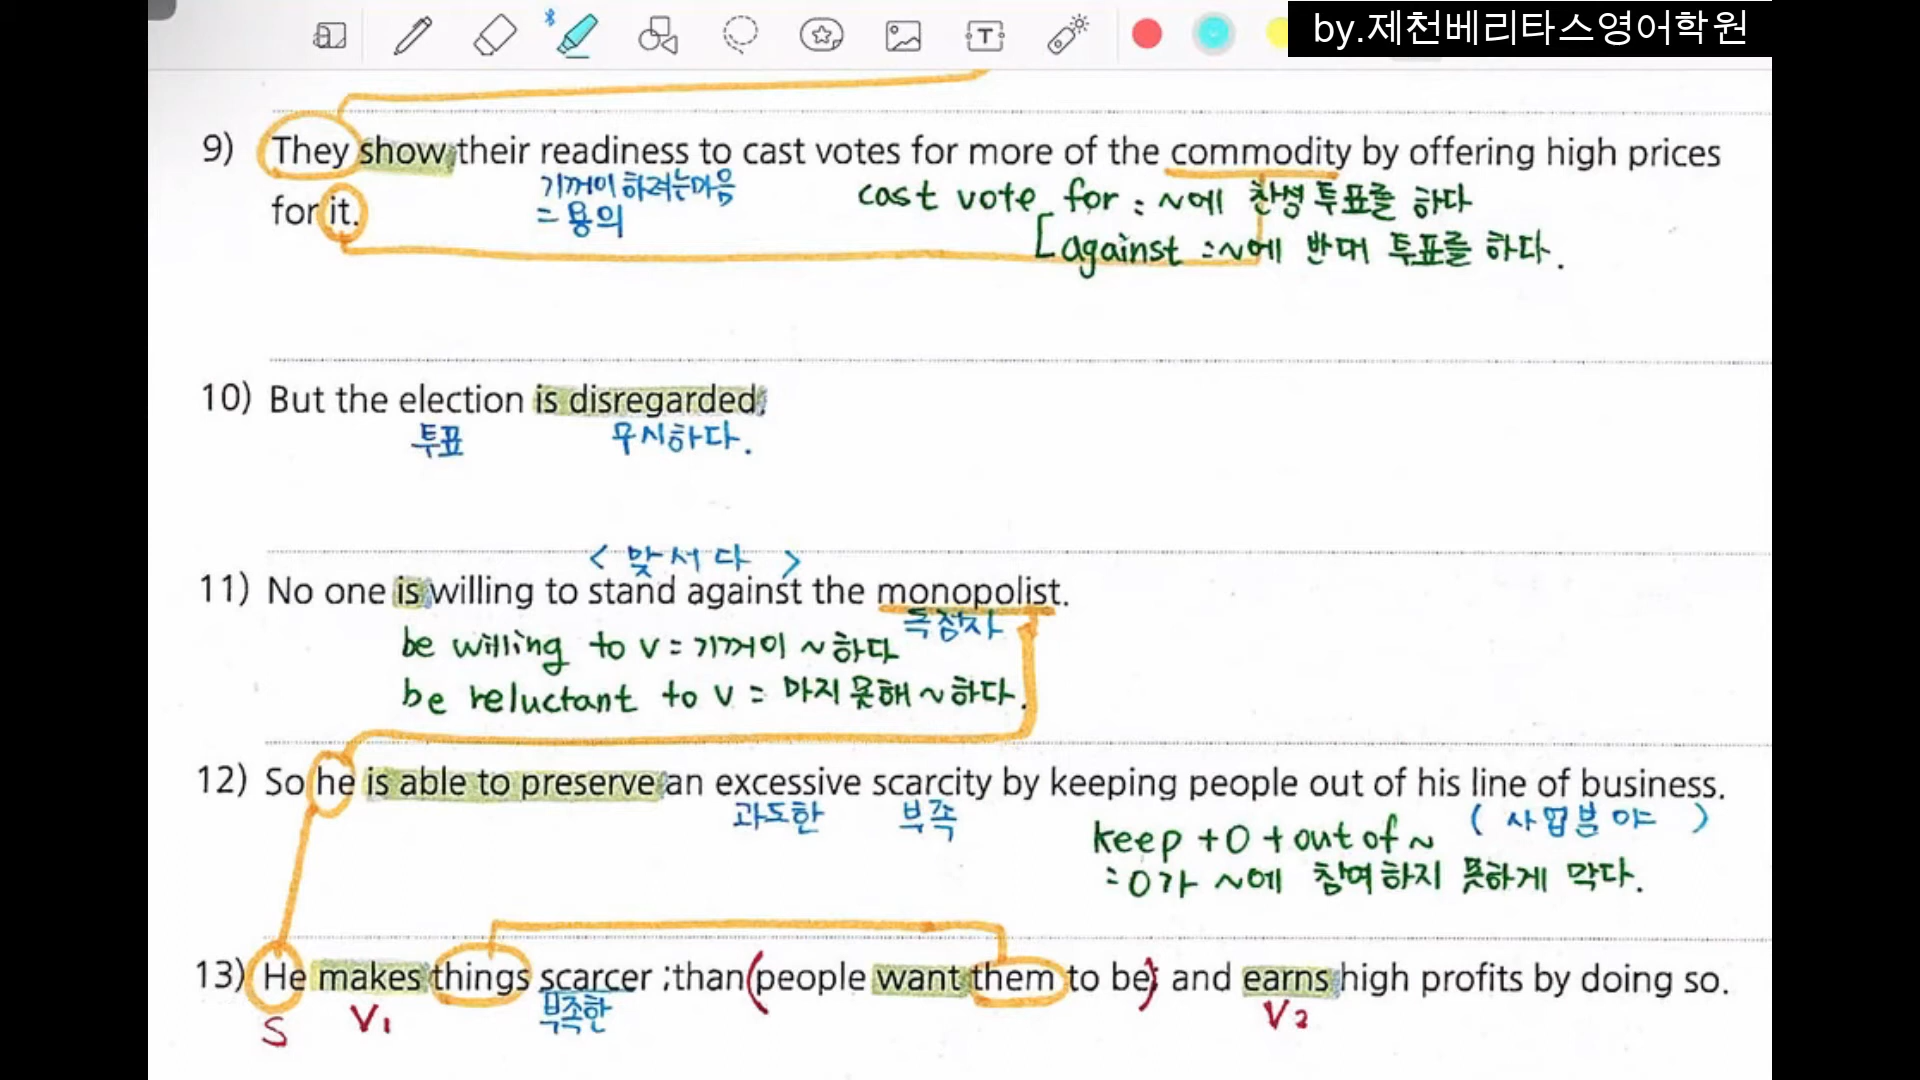 by.제천베리타스영어학원
9) They show their readiness to cast votes for more of the commodity by offering high prices
기꺼이 하려는 마음
cast vote for : ~에 찬성 투표를 하다
for it.
= 용의
against : ~에 반대 투표를 하다.
10) But the election is disregarded.
투표 무시하다.
< 맞서다 >
11) No one is willing to stand against the monopolist.
독점자
be willing to v = 기꺼이 ~하다
be reluctant to v = 마지 못해 ~하다.
12) So he is able to preserve an excessive scarcity by keeping people out of his line of business.
과도한 부족 ( 사업분야 )
keep + O + out of ~
= O가 ~에 참여하지 못하게 막다.
13) He makes things scarcer ; than (people want them to be) ; and earns high profits by doing so.
S V1 부족한 V2